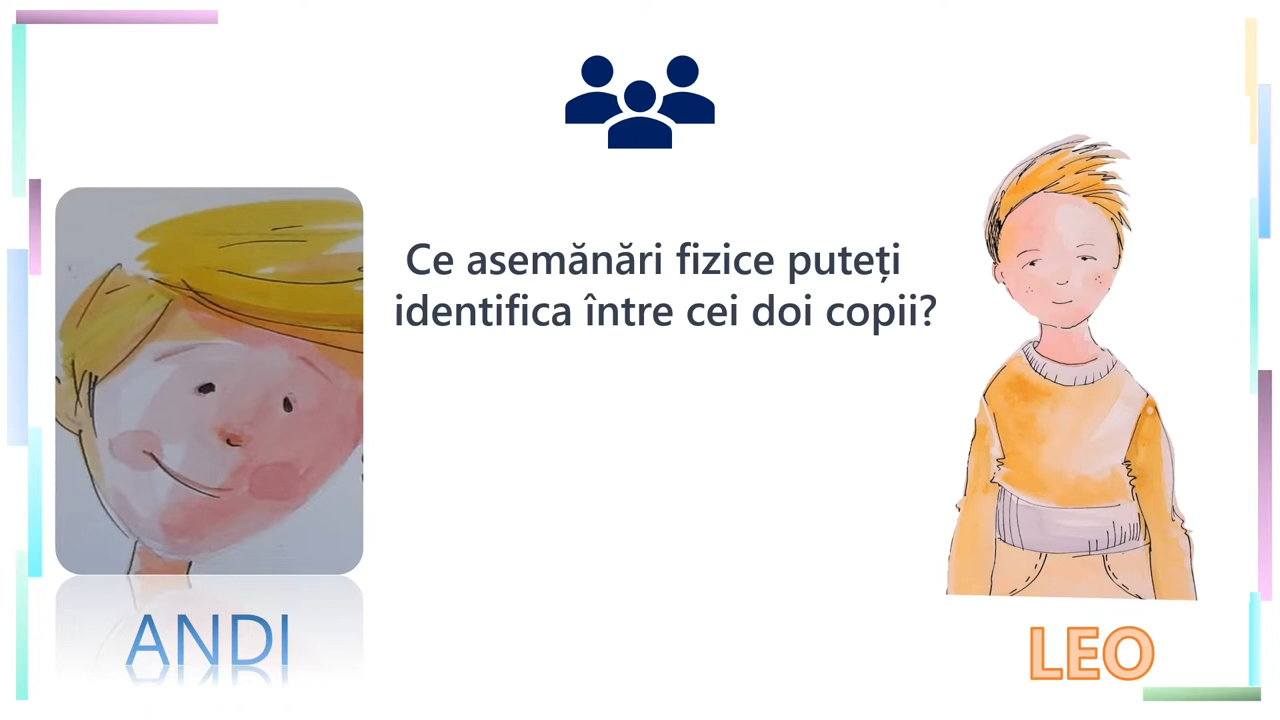 Ce asemănări fizice puteți
identifica între cei doi copii?
ANDI
LEO